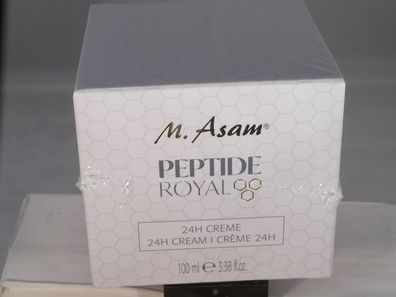 M. Asam®
PEPTIDE
ROYAL
24H CREME
24H CREAM I CRÈME 24H
100 ml ℮ 3.38 fl.oz.